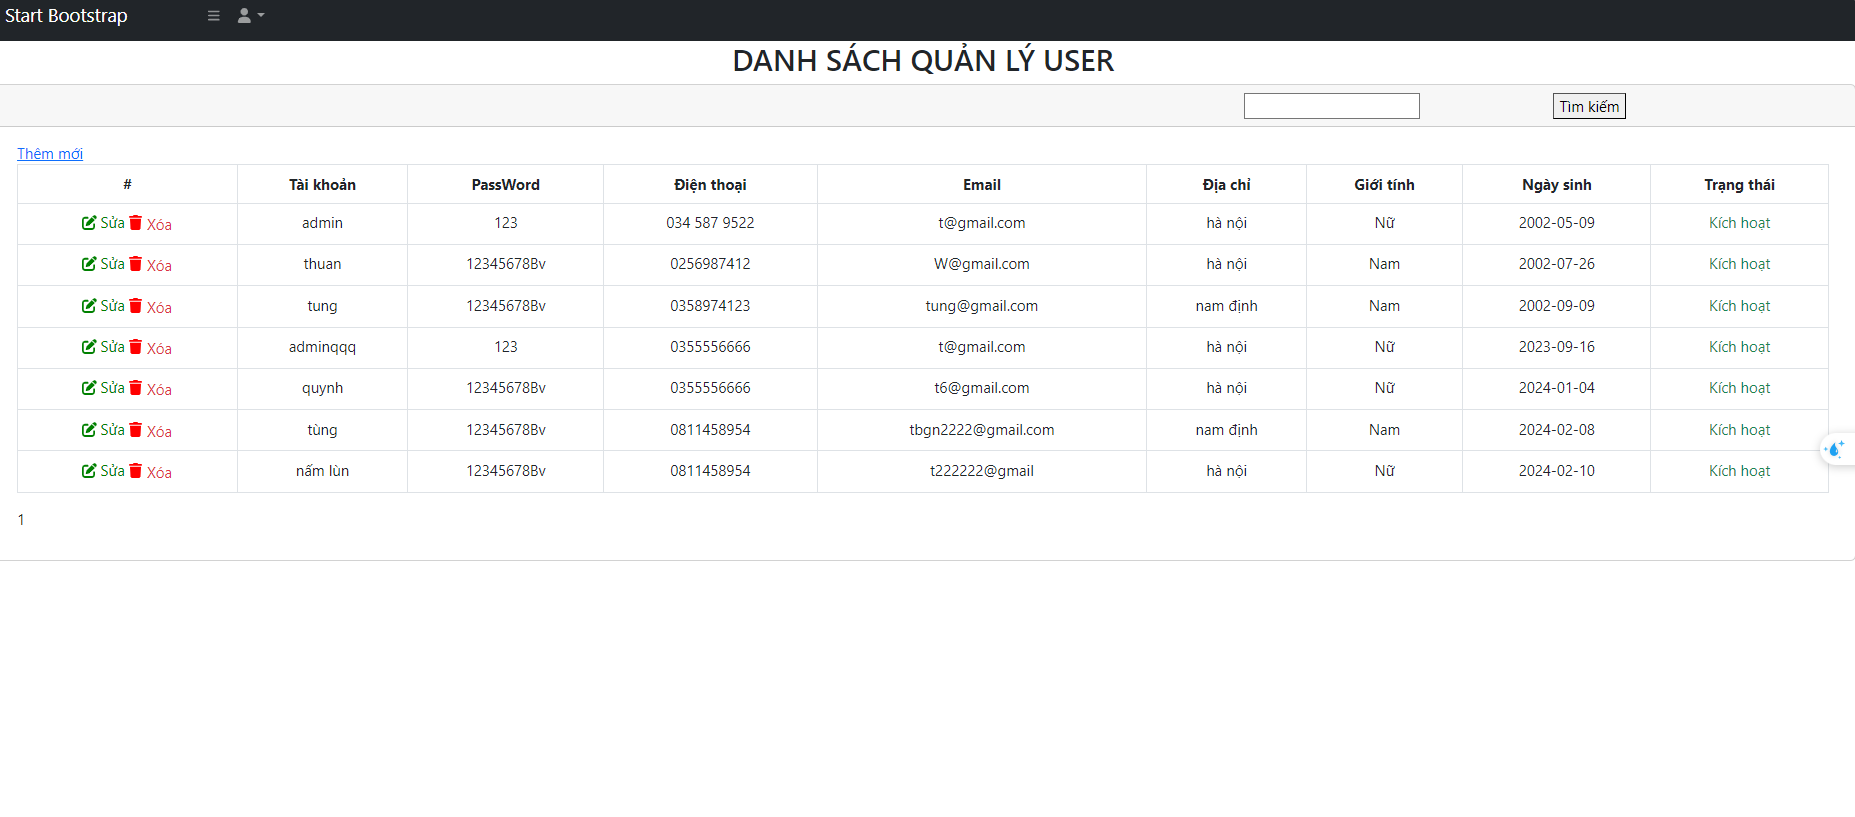 Start Bootstrap
DANH SÁCH QUẢN LÝ USER
Tìm kiếm
Thêm mới
# Tài khoản PassWord Điện thoại Email Địa chỉ Giới tính Ngày sinh Trạng thái
Sửa Xóa admin 123 034 587 9522 t@gmail.com hà nội Nữ 2002-05-09 Kích hoạt
Sửa Xóa thuan 12345678Bv 0256987412 W@gmail.com hà nội Nam 2002-07-26 Kích hoạt
Sửa Xóa tung 12345678Bv 0358974123 tung@gmail.com nam định Nam 2002-09-09 Kích hoạt
Sửa Xóa adminqqq 123 0355556666 t@gmail.com hà nội Nữ 2023-09-16 Kích hoạt
Sửa Xóa quynh 12345678Bv 0355556666 t6@gmail.com hà nội Nữ 2024-01-04 Kích hoạt
Sửa Xóa tùng 12345678Bv 0811458954 tbgn2222@gmail.com nam định Nam 2024-02-08 Kích hoạt
Sửa Xóa nấm lùn 12345678Bv 0811458954 t222222@gmail hà nội Nữ 2024-02-10 Kích hoạt
1